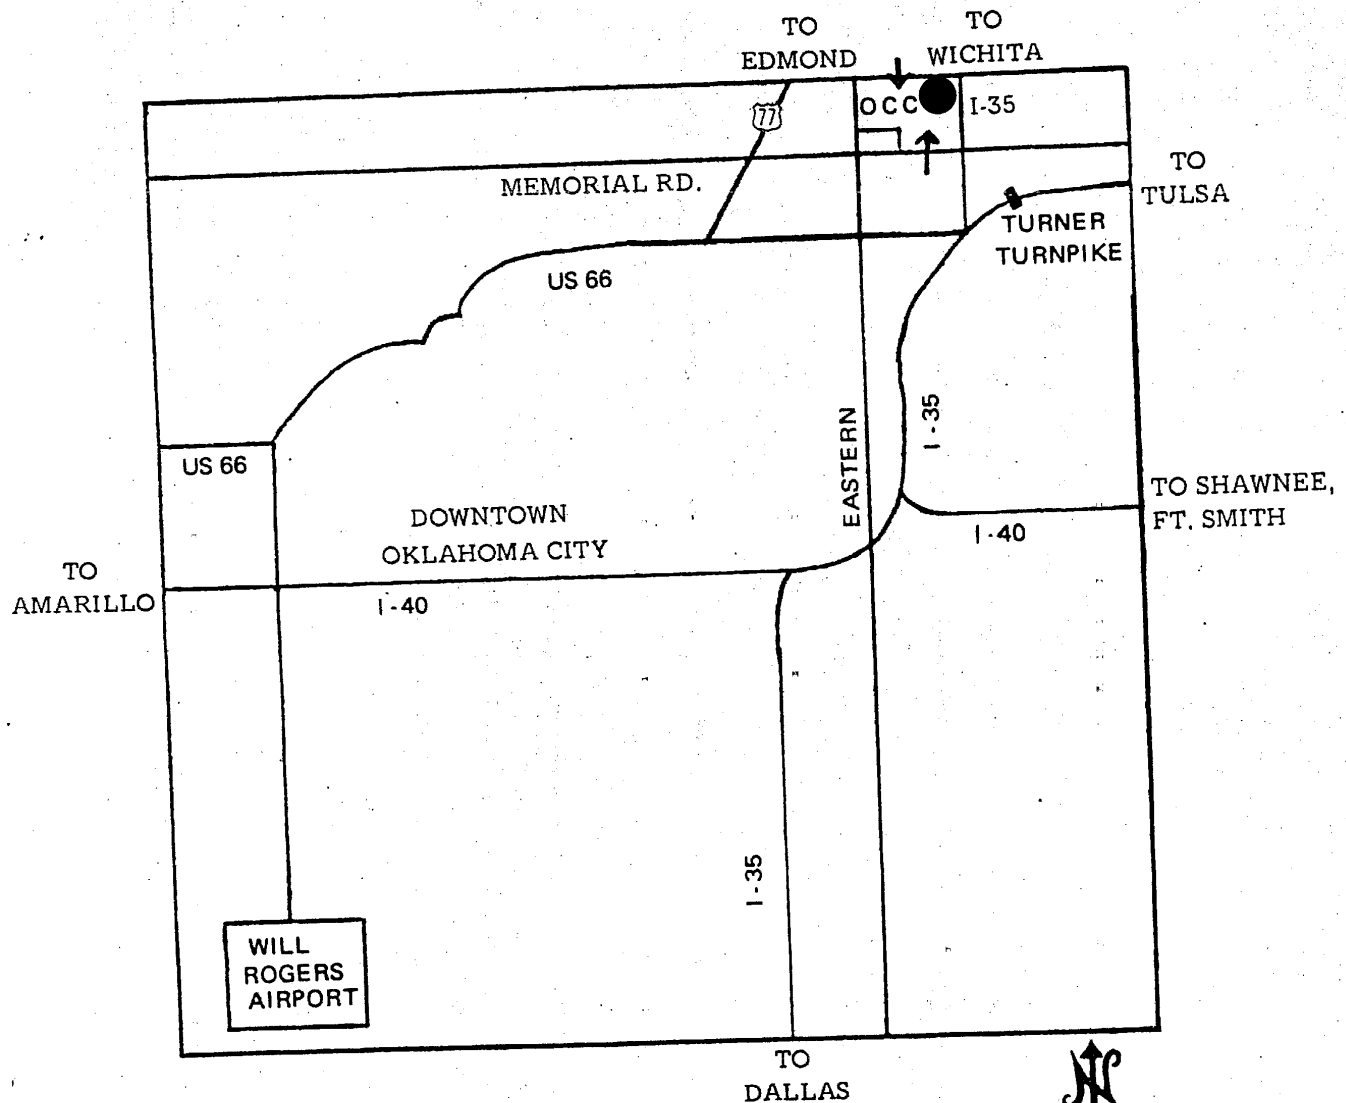 TO
EDMOND
TO
WICHITA
77
OCC
I-35
MEMORIAL RD.
TO
TULSA
TURNER
TURNPIKE
US 66
I-35
EASTERN
US 66
TO SHAWNEE,
FT. SMITH
DOWNTOWN
OKLAHOMA CITY
I-40
TO
AMARILLO
I-40
I-35
WILL
ROGERS
AIRPORT
TO
DALLAS
N